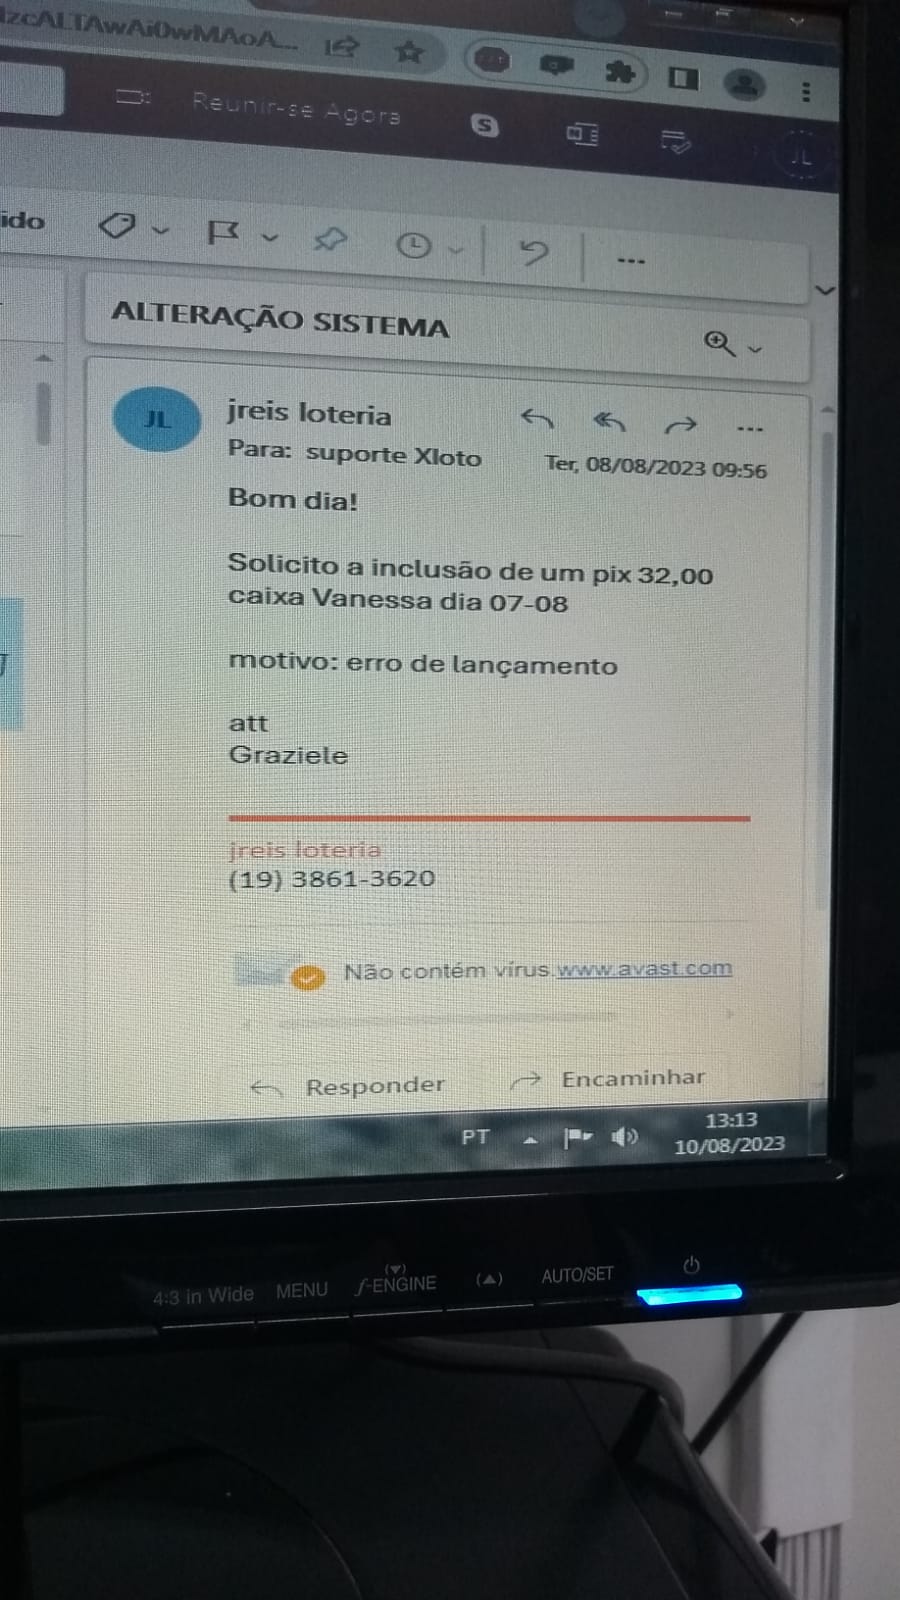 Reunir-se Agora
JL
ido
ALTERAÇÃO SISTEMA
JL
jreis loteria
Para: suporte Xloto
Ter, 08/08/2023 09:56
Bom dia!
Solicito a inclusão de um pix 32,00
caixa Vanessa dia 07-08
motivo: erro de lançamento
att
Graziele
jreis loteria
(19) 3861-3620
Não contém vírus.www.avast.com
Responder
Encaminhar
PT
13:13
10/08/2023
4:3 in Wide
MENU
(▼)
f-ENGINE
(▲)
AUTO/SET